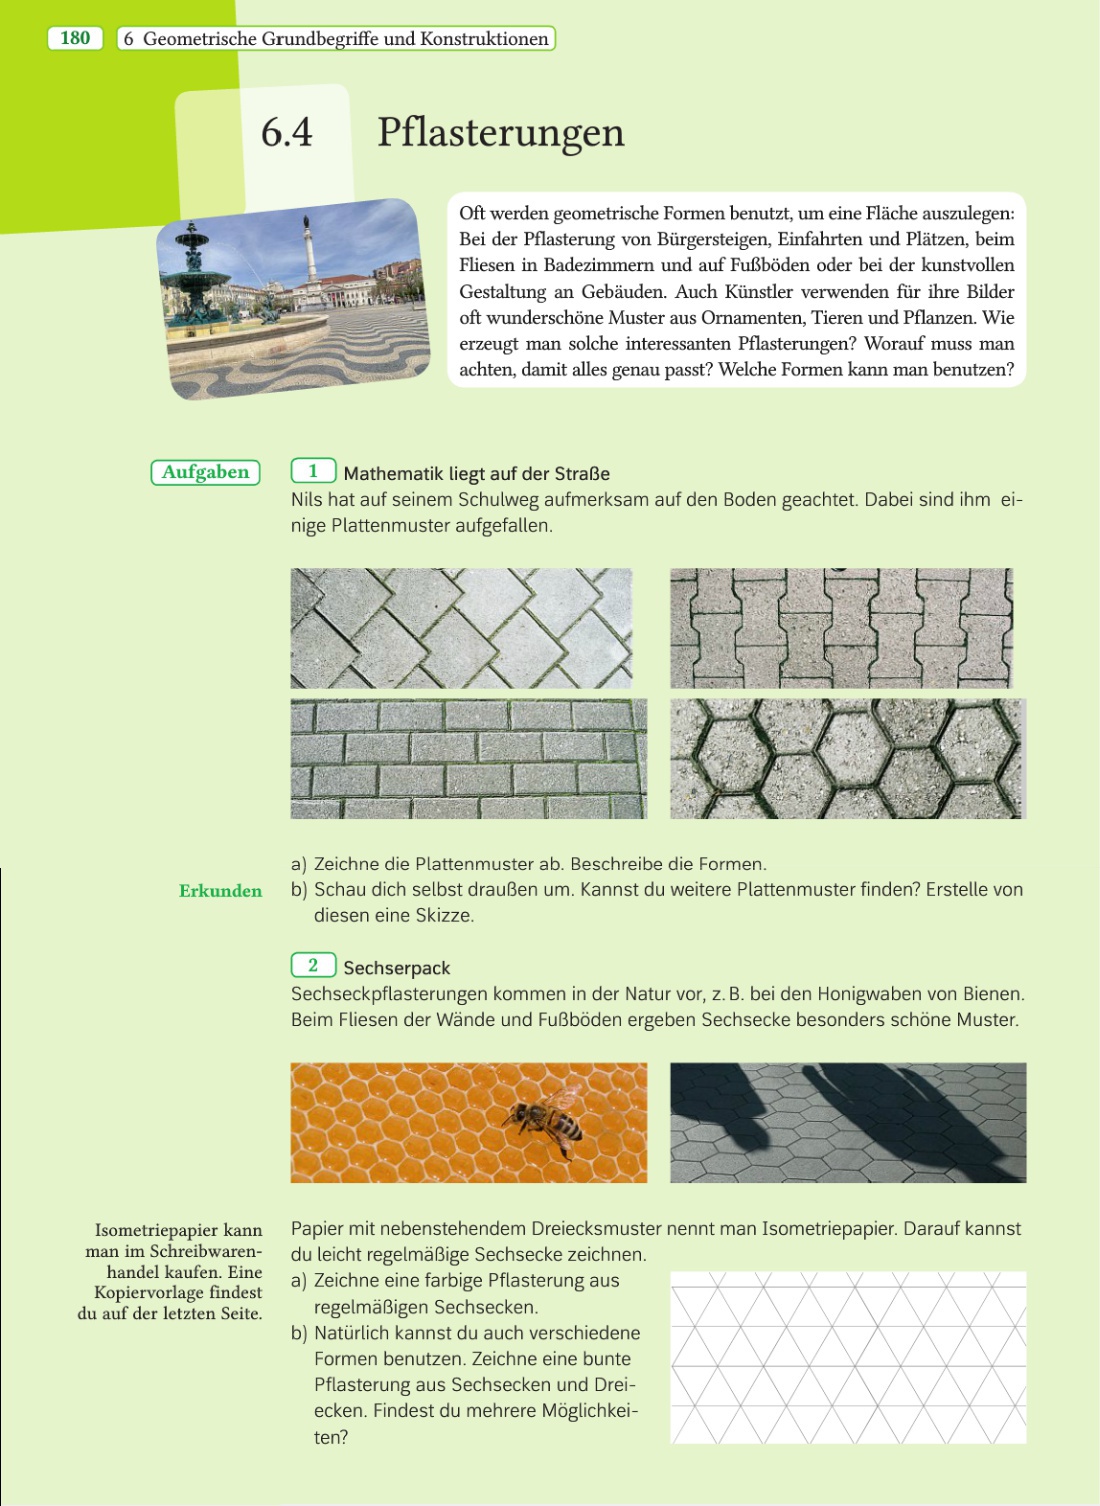 180
6 Geometrische Grundbegriffe und Konstruktionen
6.4 Pflasterungen
Oft werden geometrische Formen benutzt, um eine Fläche auszulegen:
Bei der Pflasterung von Bürgersteigen, Einfahrten und Plätzen, beim
Fliesen in Badezimmern und auf Fußböden oder bei der kunstvollen
Gestaltung an Gebäuden. Auch Künstler verwenden für ihre Bilder
oft wunderschöne Muster aus Ornamenten, Tieren und Pflanzen. Wie
erzeugt man solche interessanten Pflasterungen? Worauf muss man
achten, damit alles genau passt? Welche Formen kann man benutzen?
Aufgaben
1 Mathematik liegt auf der Straße
Nils hat auf seinem Schulweg aufmerksam auf den Boden geachtet. Dabei sind ihm ei-
nige Plattenmuster aufgefallen.
a) Zeichne die Plattenmuster ab. Beschreibe die Formen.
Erkunden
b) Schau dich selbst draußen um. Kannst du weitere Plattenmuster finden? Erstelle von
diesen eine Skizze.
2 Sechserpack
Sechseckpflasterungen kommen in der Natur vor, z. B. bei den Honigwaben von Bienen.
Beim Fliesen der Wände und Fußböden ergeben Sechsecke besonders schöne Muster.
Isometriepapier kann
man im Schreibwaren-
handel kaufen. Eine
Kopiervorlage findest
du auf der letzten Seite.
Papier mit nebenstehendem Dreiecksmuster nennt man Isometriepapier. Darauf kannst
du leicht regelmäßige Sechsecke zeichnen.
a) Zeichne eine farbige Pflasterung aus
regelmäßigen Sechsecken.
b) Natürlich kannst du auch verschiedene
Formen benutzen. Zeichne eine bunte
Pflasterung aus Sechsecken und Drei-
ecken. Findest du mehrere Möglichkei-
ten?